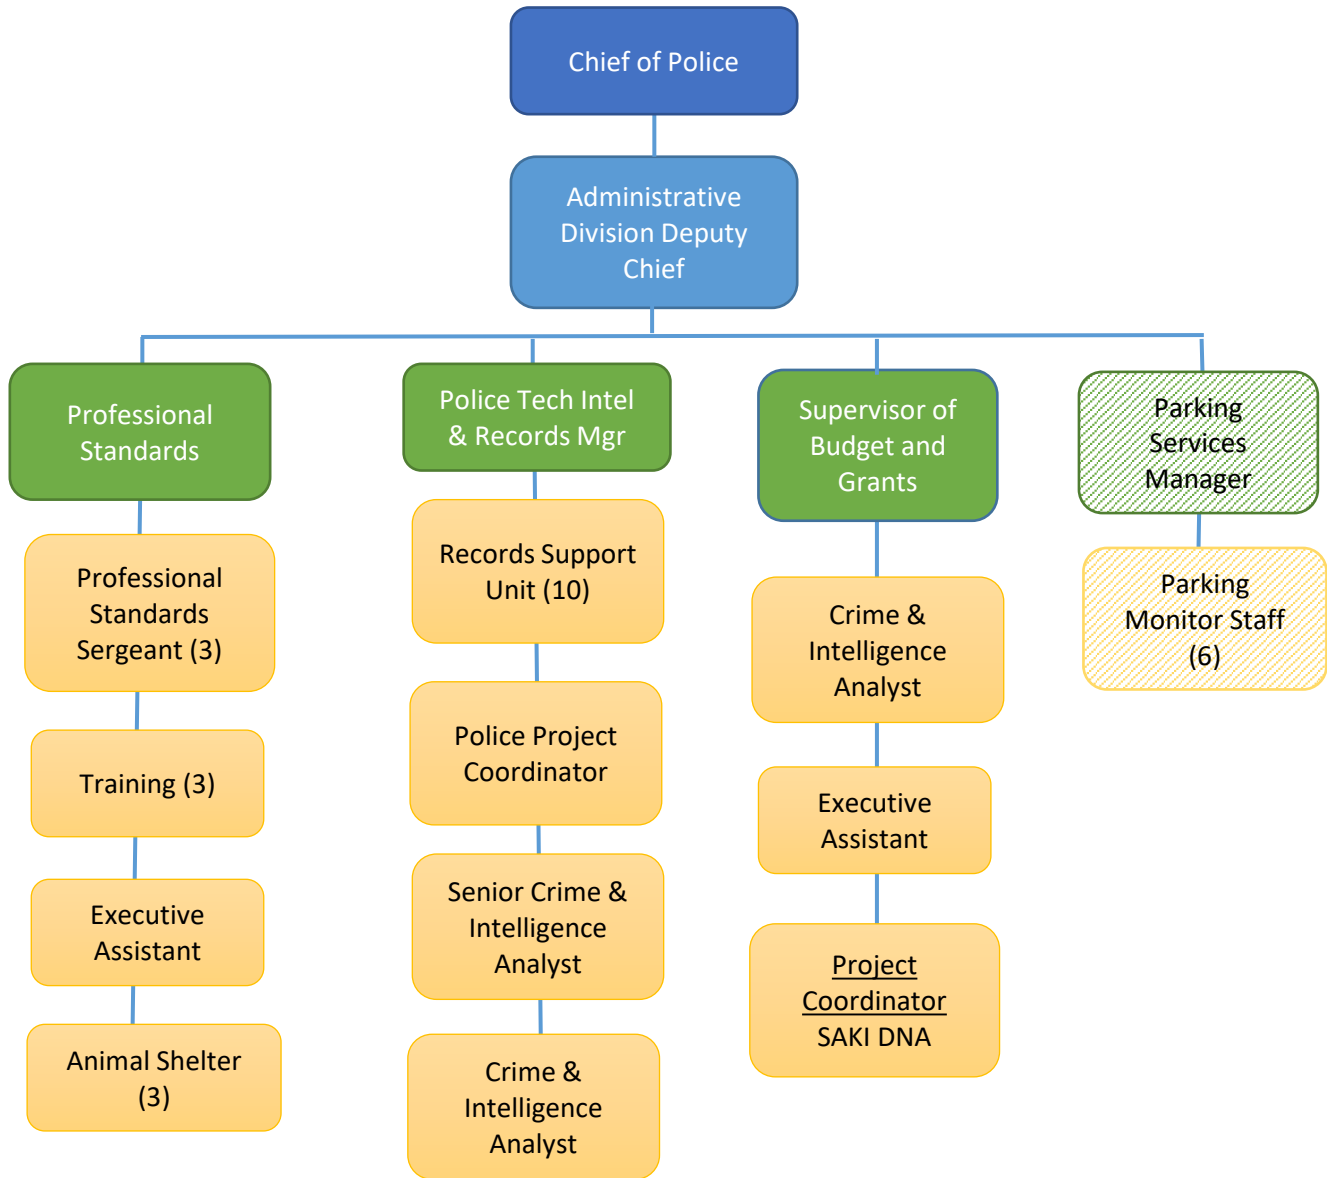 Chief of Police
Administrative
Division Deputy
Chief
Professional
Standards
Police Tech Intel
& Records Mgr
Supervisor of
Budget and
Grants
Parking
Services
Manager
Professional
Standards
Sergeant (3)
Training (3)
Executive
Assistant
Animal Shelter
(3)
Records Support
Unit (10)
Police Project
Coordinator
Senior Crime &
Intelligence
Analyst
Crime &
Intelligence
Analyst
Crime &
Intelligence
Analyst
Executive
Assistant
Project
Coordinator
SAKI DNA
Parking
Monitor Staff
(6)